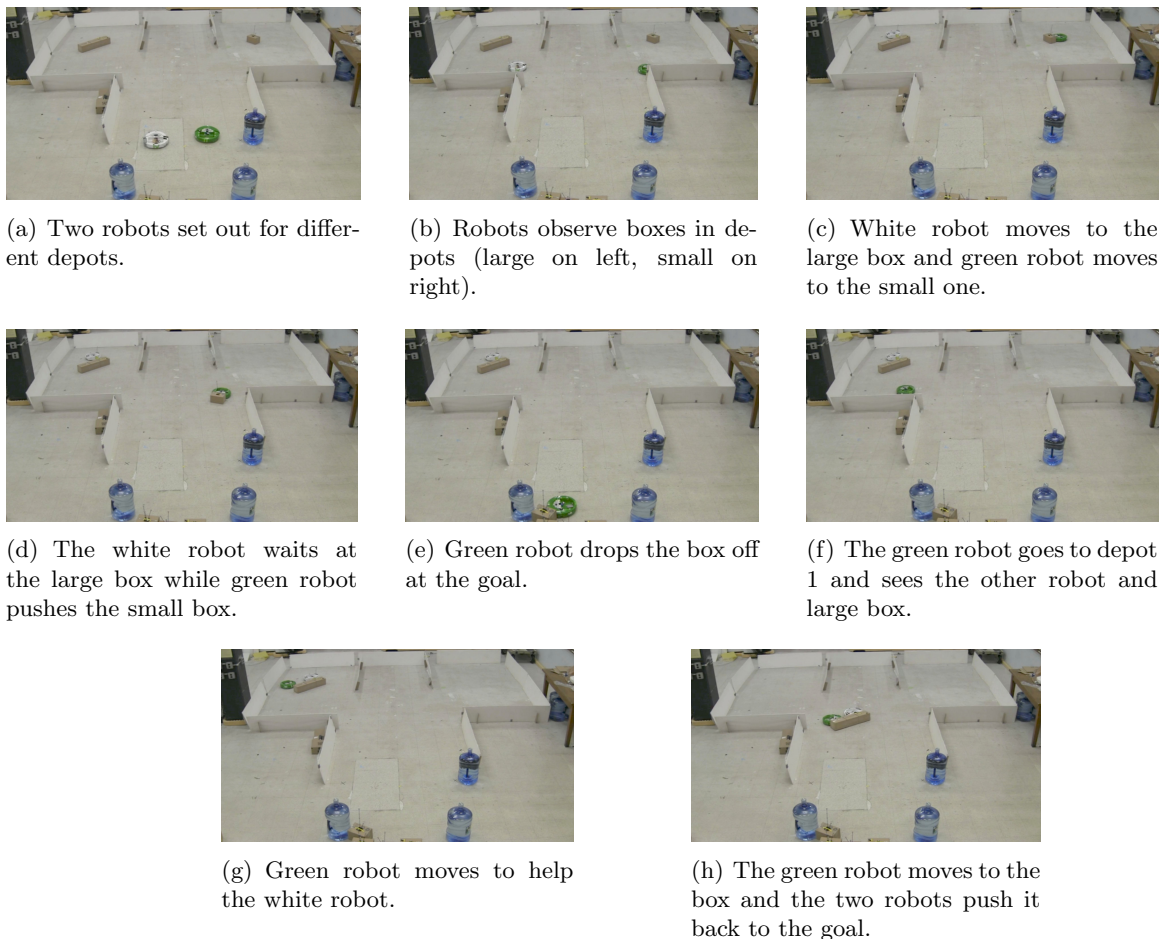 (a) Two robots set out for differ-
ent depots.
(b) Robots observe boxes in de-
pots (large on left, small on
right).
(c) White robot moves to the
large box and green robot moves
to the small one.
(d) The white robot waits at
the large box while green robot
pushes the small box.
(e) Green robot drops the box off
at the goal.
(f) The green robot goes to depot
1 and sees the other robot and
large box.
(g) Green robot moves to help
the white robot.
(h) The green robot moves to the
box and the two robots push it
back to the goal.